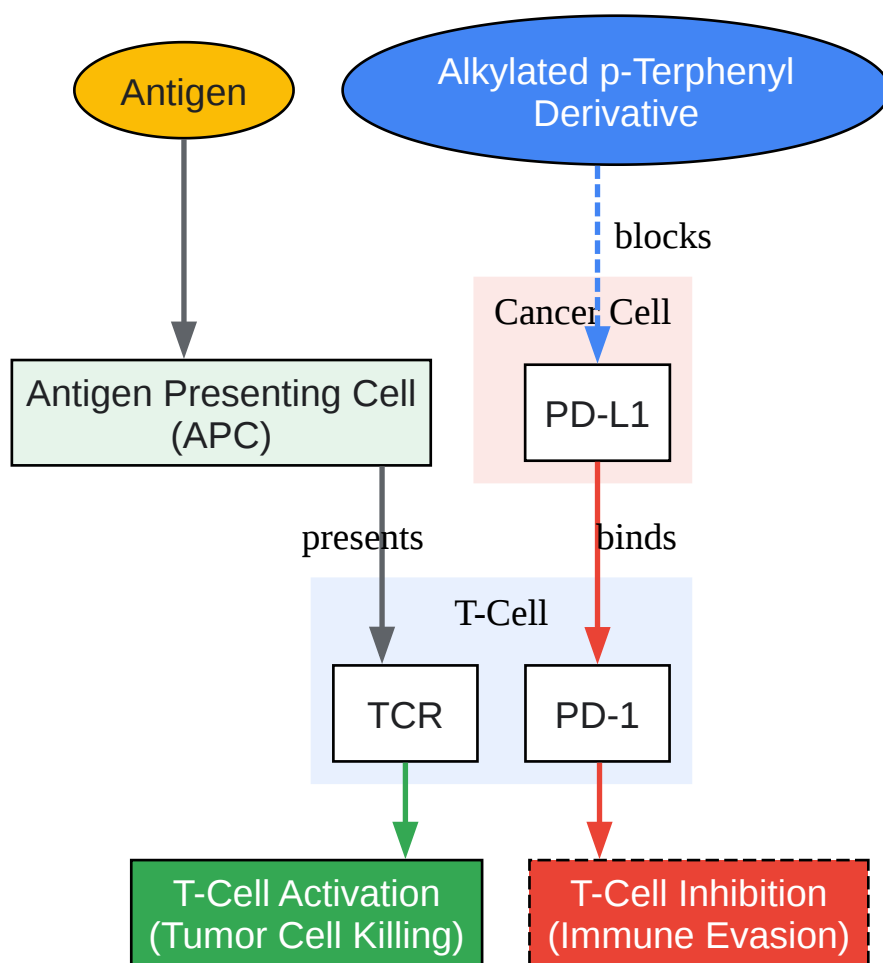 Antigen
Alkylated p-Terphenyl
Derivative
blocks
Cancer Cell
Antigen Presenting Cell
(APC)
PD-L1
presents
binds
T-Cell
TCR
PD-1
T-Cell Activation
(Tumor Cell Killing)
T-Cell Inhibition
(Immune Evasion)